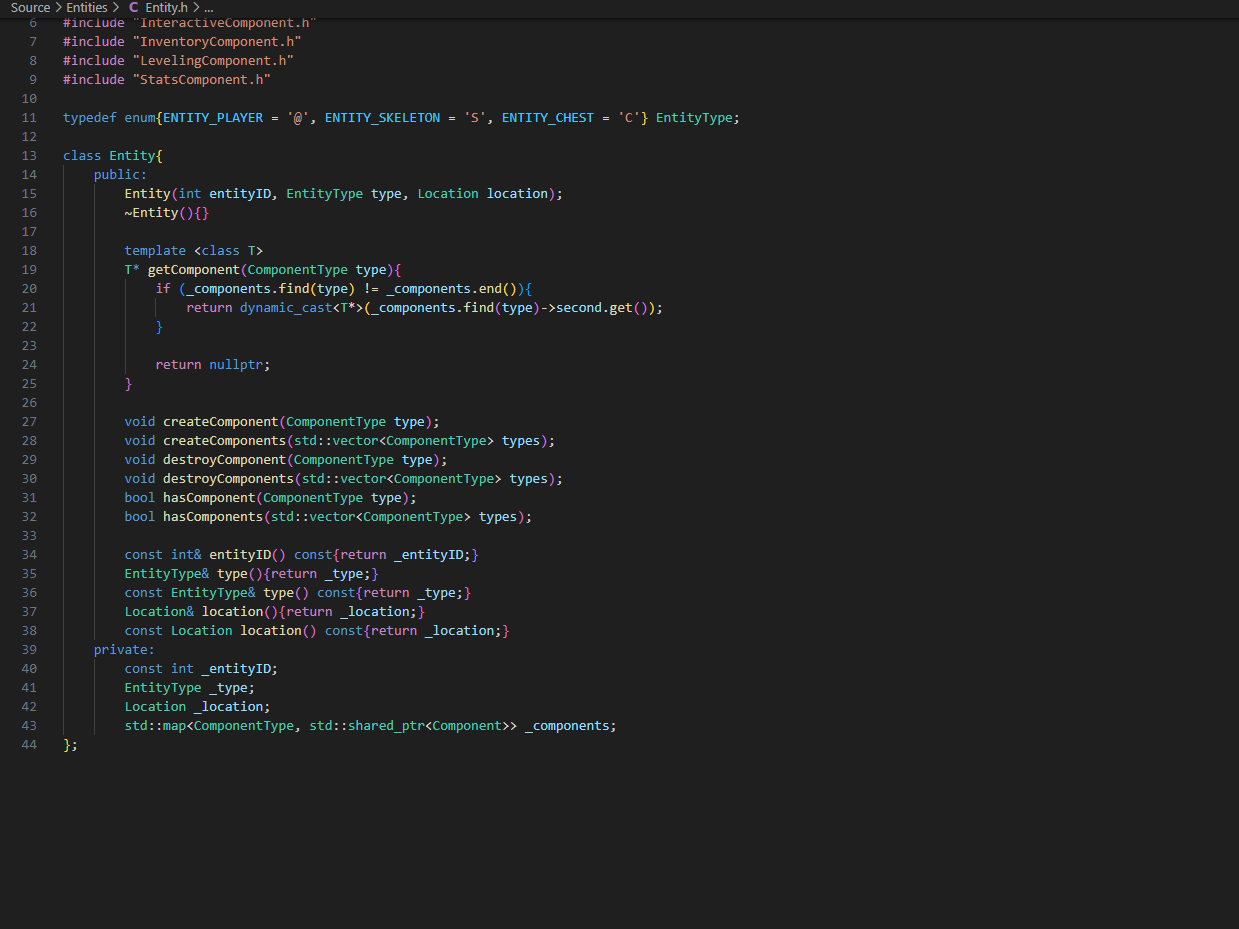 Source > Entities > C Entity.h > ...
6 #include "InteractiveComponent.h"
7 #include "InventoryComponent.h"
8 #include "LevelingComponent.h"
9 #include "StatsComponent.h"
10
11 typedef enum{ENTITY_PLAYER = '@', ENTITY_SKELETON = 'S', ENTITY_CHEST = 'C'} EntityType;
12
13 class Entity{
14     public:
15         Entity(int entityID, EntityType type, Location location);
16         ~Entity(){}
17
18         template <class T>
19         T* getComponent(ComponentType type){
20             if (_components.find(type) != _components.end()){
21                 return dynamic_cast<T*>(_components.find(type)->second.get());
22             }
23
24             return nullptr;
25         }
26
27         void createComponent(ComponentType type);
28         void createComponents(std::vector<ComponentType> types);
29         void destroyComponent(ComponentType type);
30         void destroyComponents(std::vector<ComponentType> types);
31         bool hasComponent(ComponentType type);
32         bool hasComponents(std::vector<ComponentType> types);
33
34         const int& entityID() const{return _entityID;}
35         EntityType& type(){return _type;}
36         const EntityType& type() const{return _type;}
37         Location& location(){return _location;}
38         const Location location() const{return _location;}
39     private:
40         const int _entityID;
41         EntityType _type;
42         Location _location;
43         std::map<ComponentType, std::shared_ptr<Component>> _components;
44 };